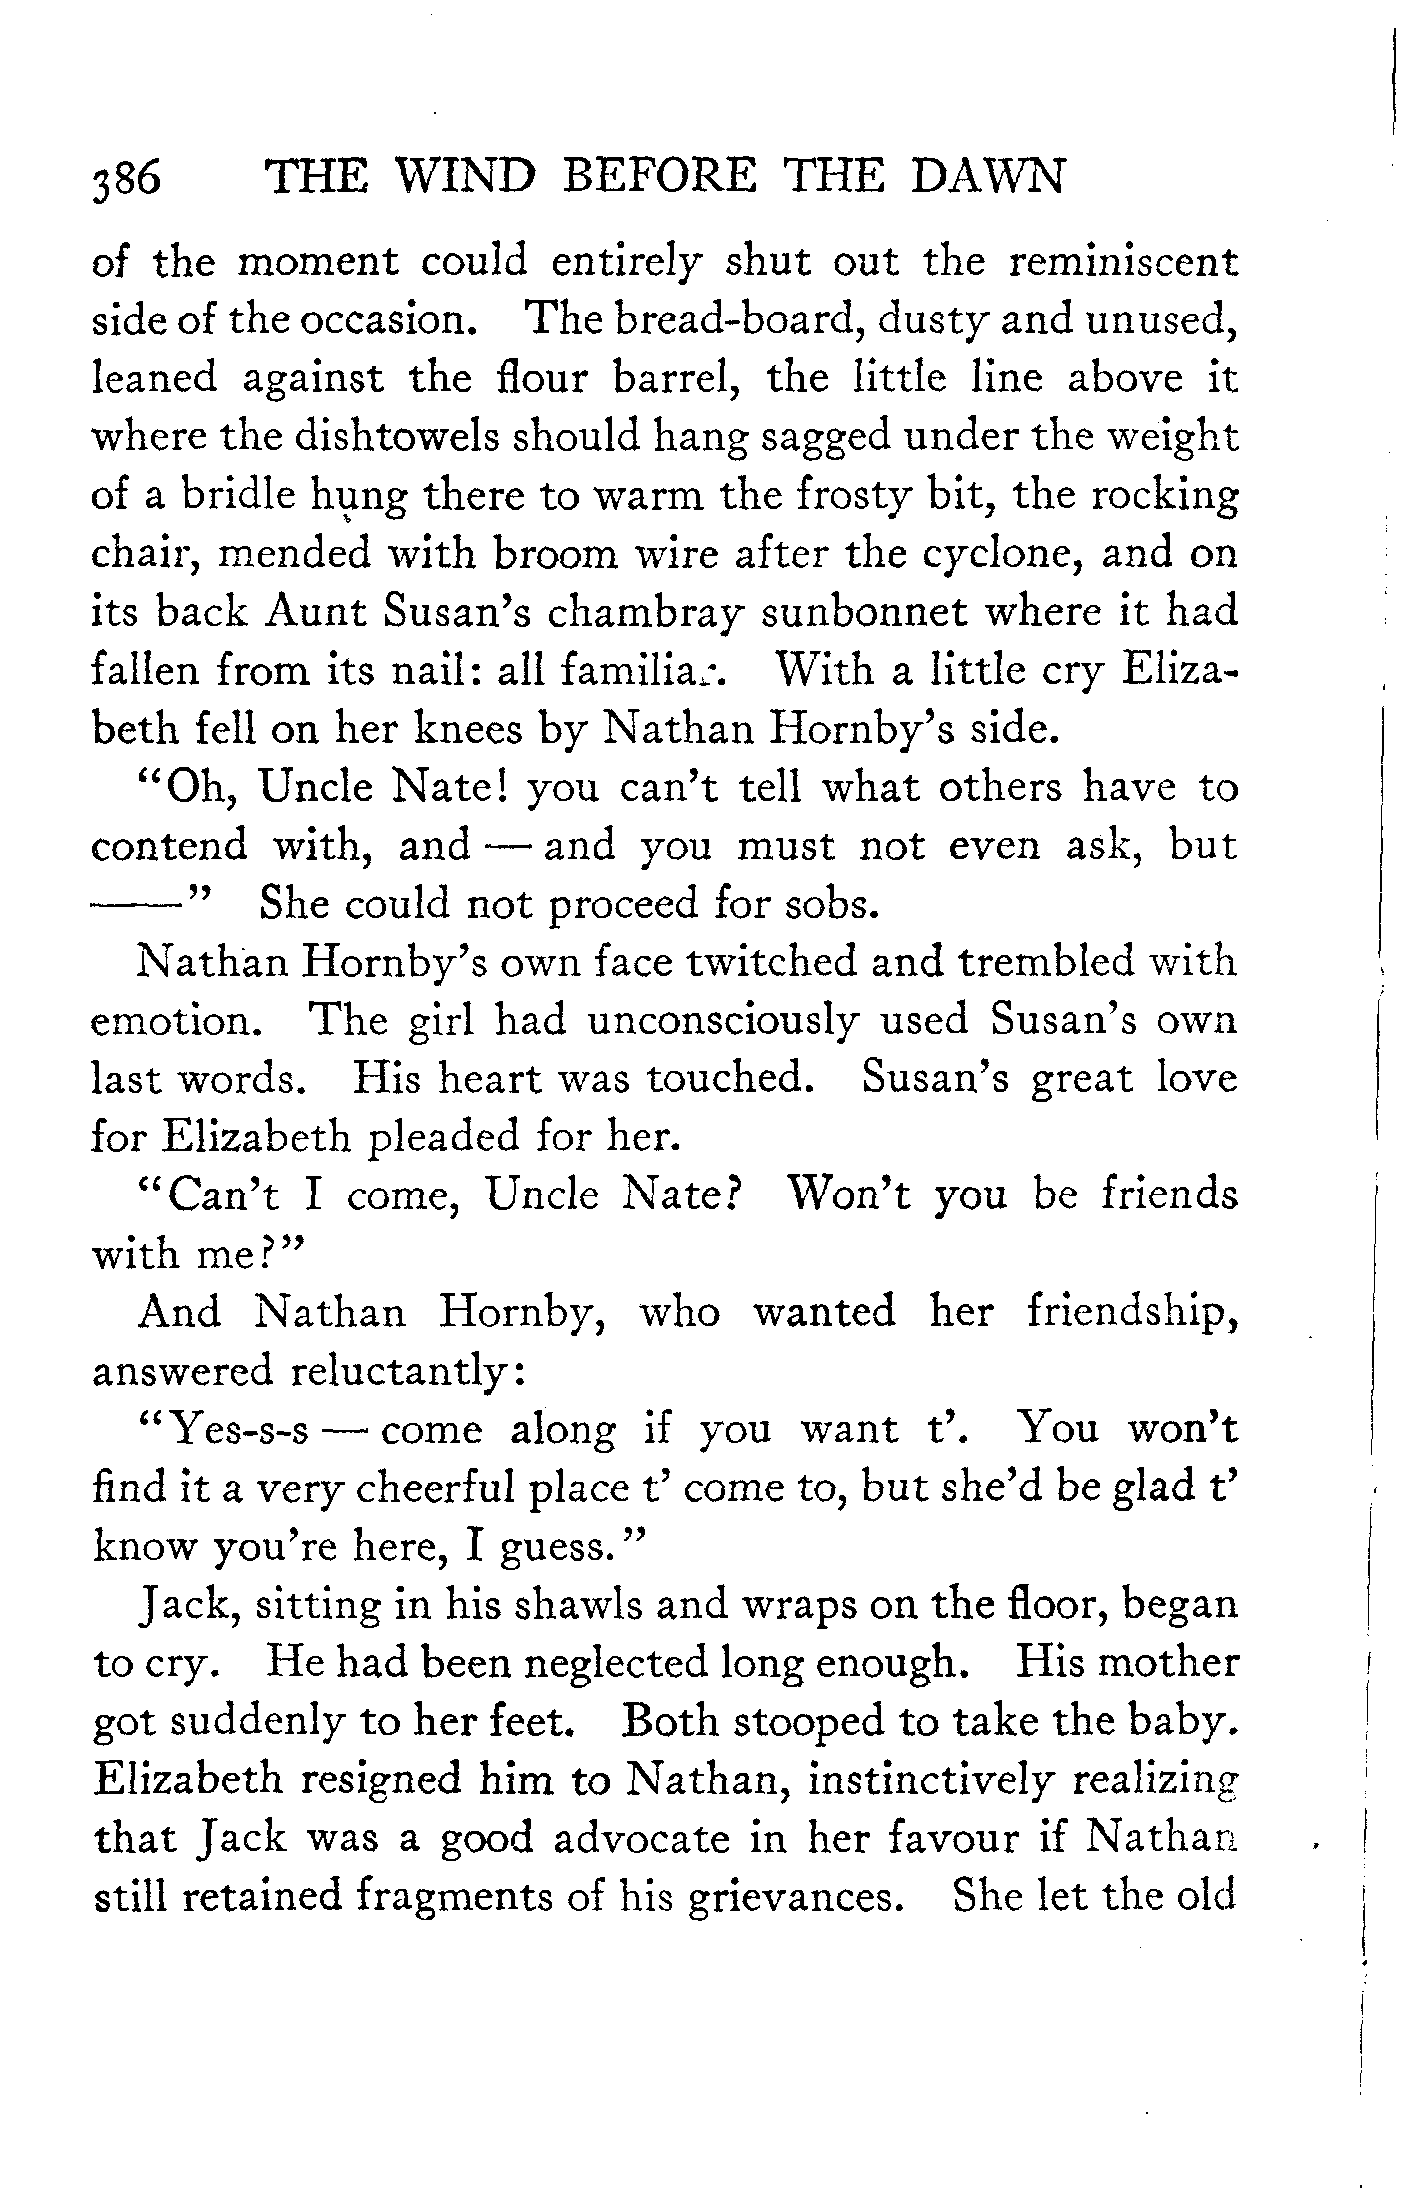 386 THE WIND BEFORE THE DAWN
of the moment could entirely shut out the reminiscent
side of the occasion. The bread-board, dusty and unused,
leaned against the flour barrel, the little line above it
where the dishtowels should hang sagged under the weight
of a bridle hung there to warm the frosty bit, the rocking
chair, mended with broom wire after the cyclone, and on
its back Aunt Susan's chambray sunbonnet where it had
fallen from its nail: all familiar. With a little cry Eliza-
beth fell on her knees by Nathan Hornby's side.
"Oh, Uncle Nate! you can't tell what others have to
contend with, and — and you must not even ask, but
——" She could not proceed for sobs.
Nathan Hornby's own face twitched and trembled with
emotion. The girl had unconsciously used Susan's own
last words. His heart was touched. Susan's great love
for Elizabeth pleaded for her.
"Can't I come, Uncle Nate? Won't you be friends
with me?"
And Nathan Hornby, who wanted her friendship,
answered reluctantly:
"Yes-s-s — come along if you want t'. You won't
find it a very cheerful place t' come to, but she'd be glad t'
know you're here, I guess."
Jack, sitting in his shawls and wraps on the floor, began
to cry. He had been neglected long enough. His mother
got suddenly to her feet. Both stooped to take the baby.
Elizabeth resigned him to Nathan, instinctively realizing
that Jack was a good advocate in her favour if Nathan
still retained fragments of his grievances. She let the old